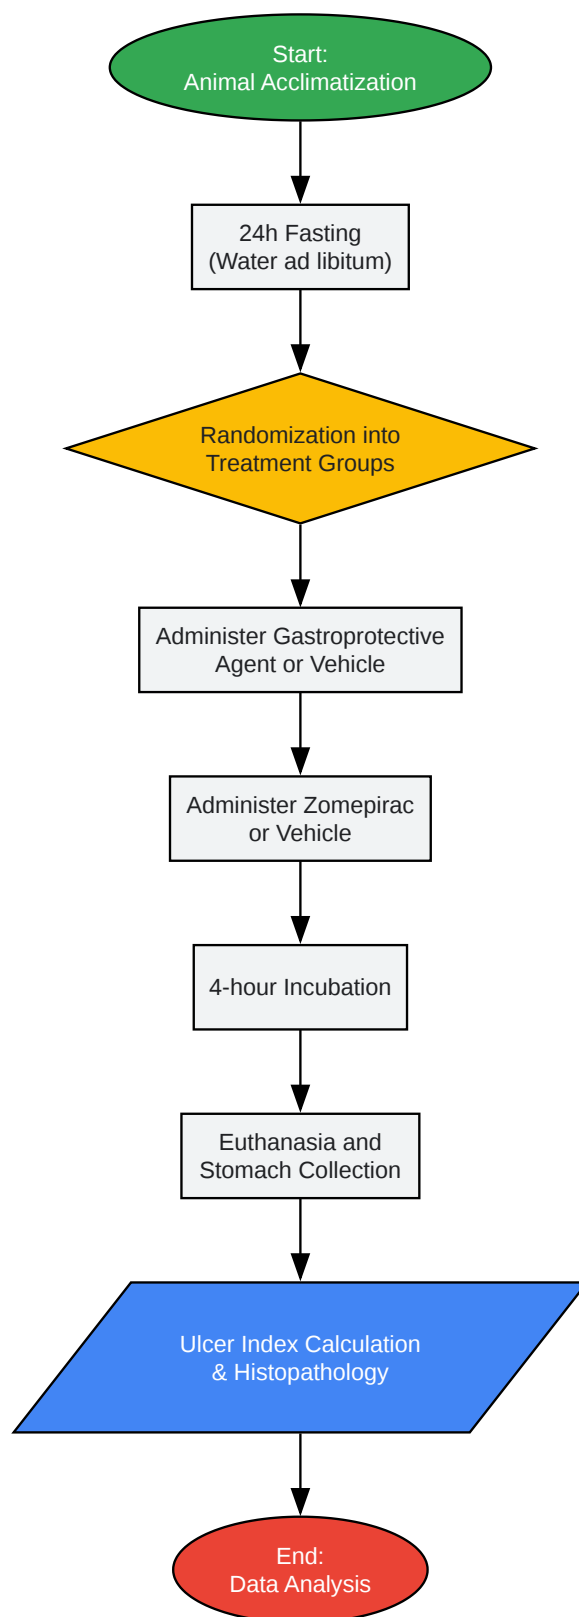 Start:
Animal Acclimatization
24h Fasting
(Water ad libitum)
Randomization into
Treatment Groups
Administer Gastroprotective
Agent or Vehicle
Administer Zomepirac
or Vehicle
4-hour Incubation
Euthanasia and
Stomach Collection
Ulcer Index Calculation
& Histopathology
End:
Data Analysis